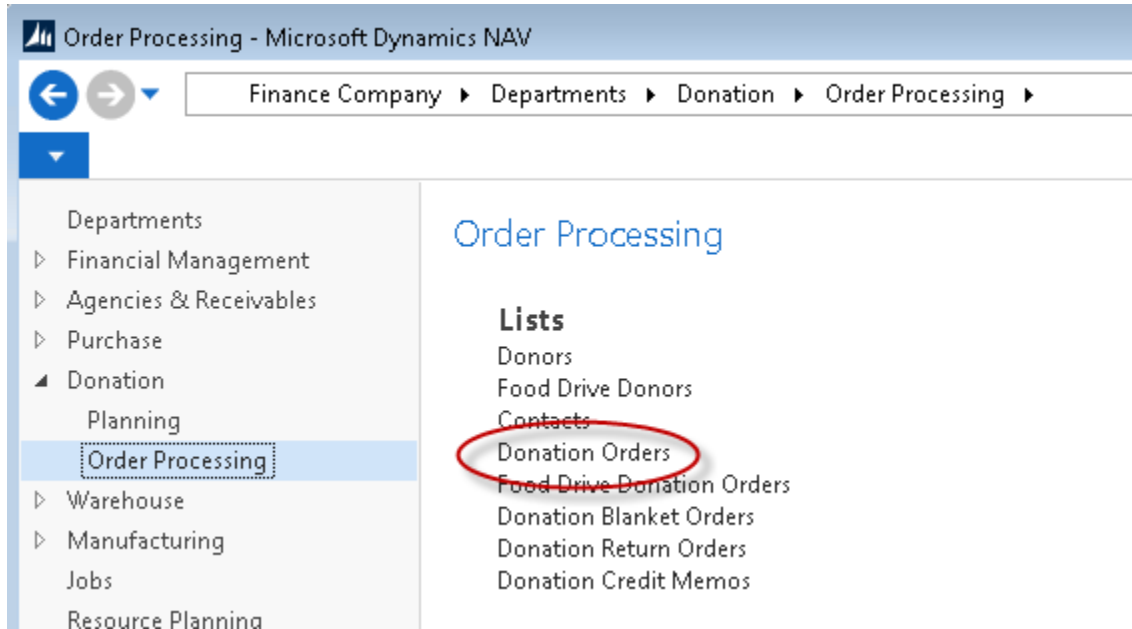 Order Processing - Microsoft Dynamics NAV
Finance Company ▸ Departments ▸ Donation ▸ Order Processing ▸
Departments
Financial Management
Agencies & Receivables
Purchase
Donation
Planning
Order Processing
Warehouse
Manufacturing
Jobs
Resource Planning
Order Processing
Lists
Donors
Food Drive Donors
Contacts
Donation Orders
Food Drive Donation Orders
Donation Blanket Orders
Donation Return Orders
Donation Credit Memos